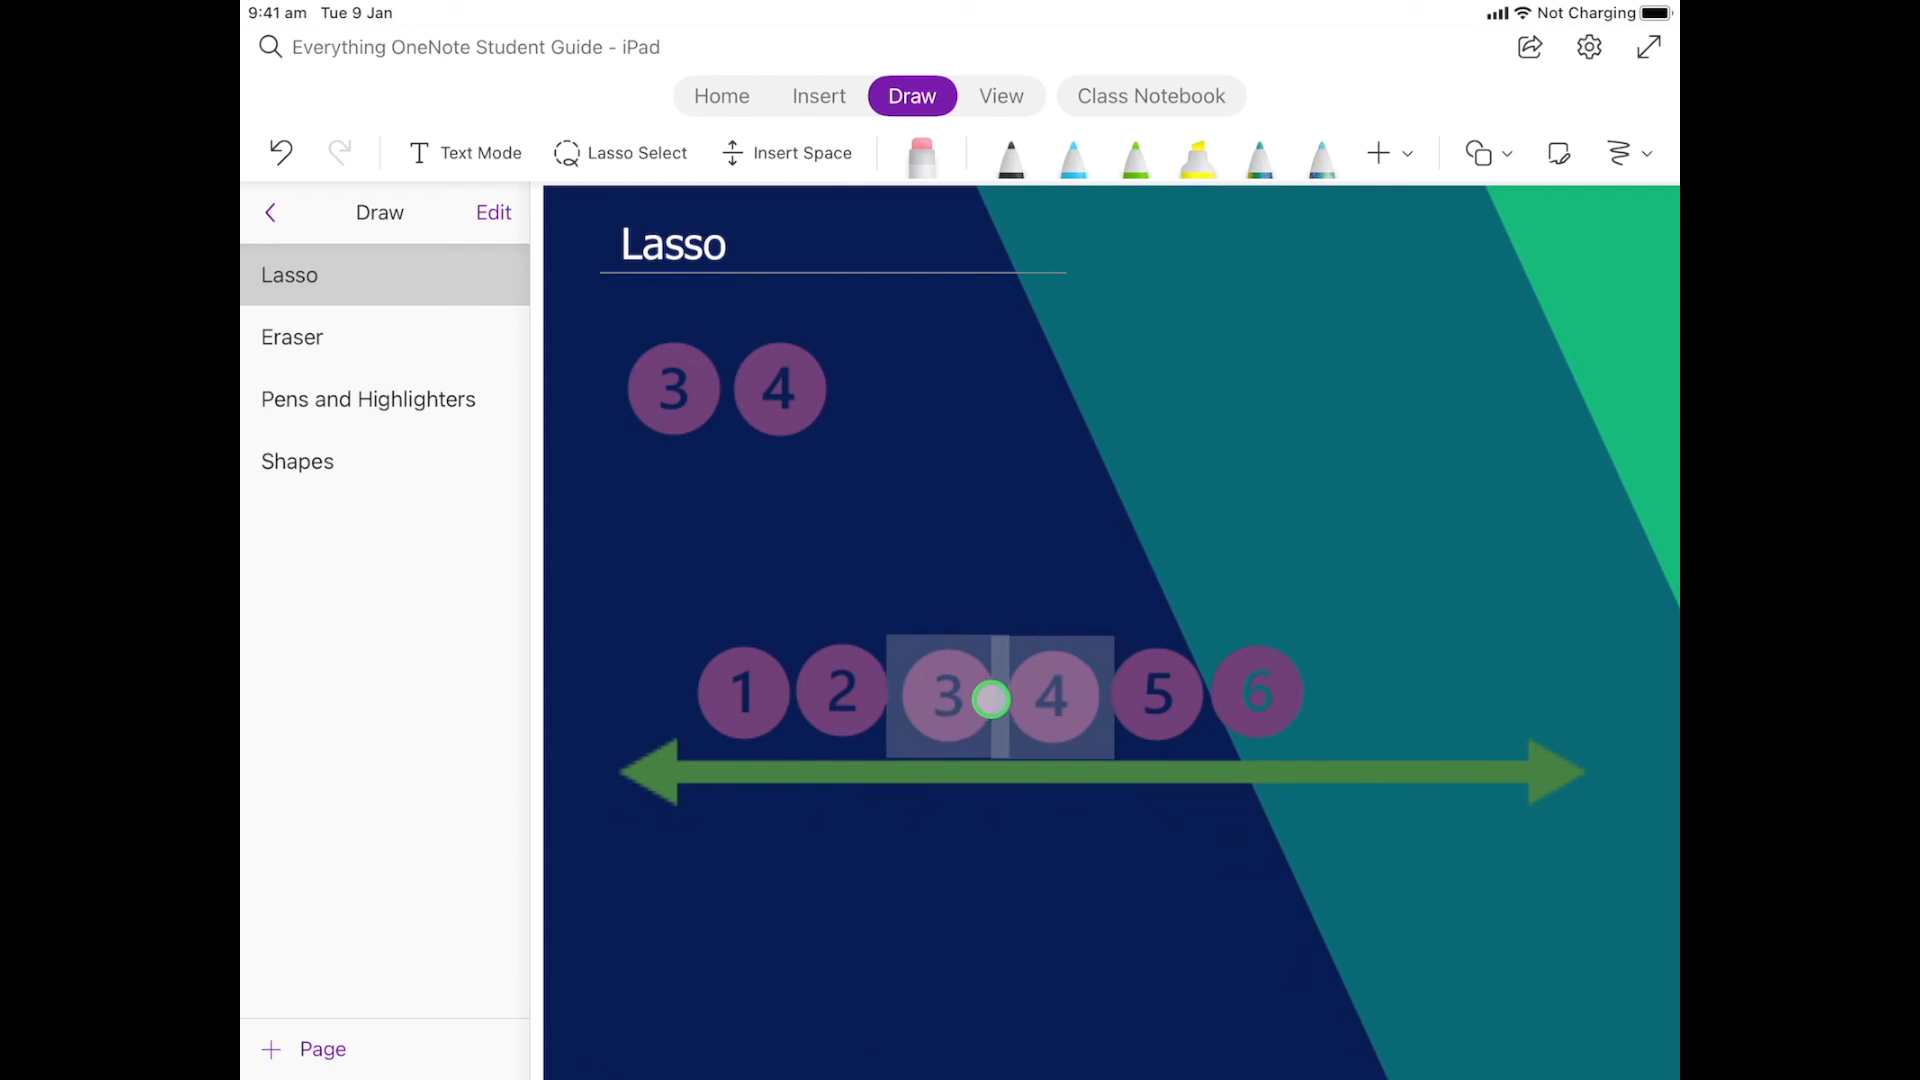 9:41 am Tue 9 Jan
Not Charging
Everything OneNote Student Guide - iPad
Home Insert Draw View Class Notebook
Text Mode Lasso Select Insert Space
Draw Edit
Lasso
Eraser
Pens and Highlighters
Shapes
Page
Lasso
3 4
1 2 3 4 5 6